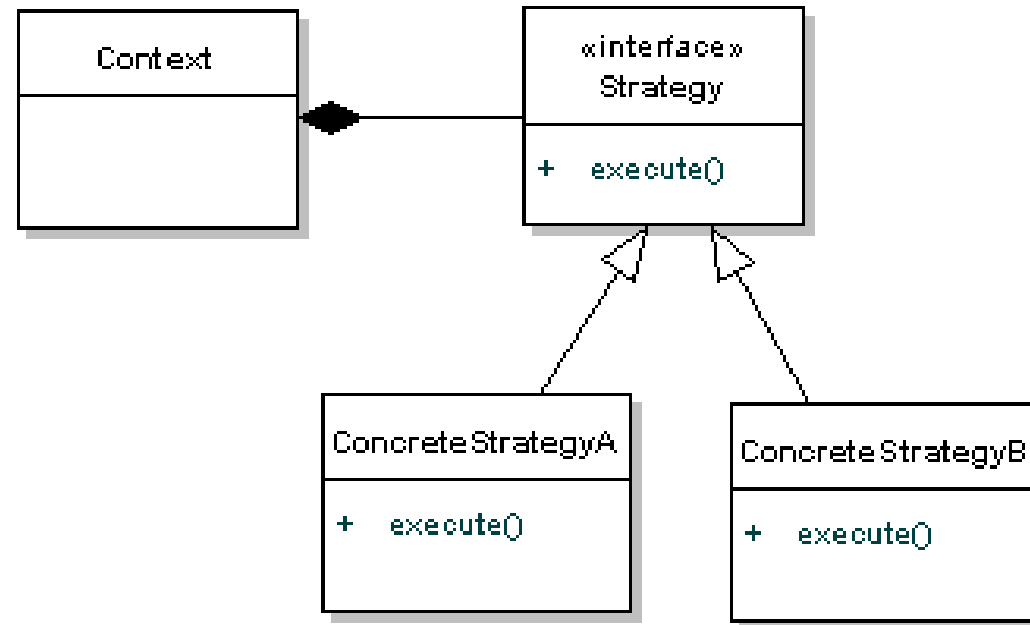 Context
«interface»
Strategy
+ execute()
ConcreteStrategyA
+ execute()
ConcreteStrategyB
+ execute()